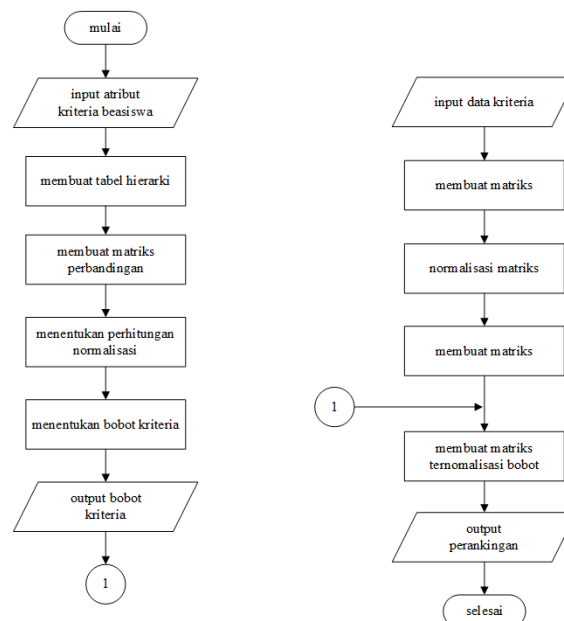 mulai
input atribut
kriteria beasiswa
membuat tabel hierarki
membuat matriks
perbandingan
menentukan perhitungan
normalisasi
menentukan bobot kriteria
output bobot
kriteria
1
input data kriteria
membuat matriks
normalisasi matriks
membuat matriks
1
membuat matriks
ternomalisasi bobot
output
perankingan
selesai